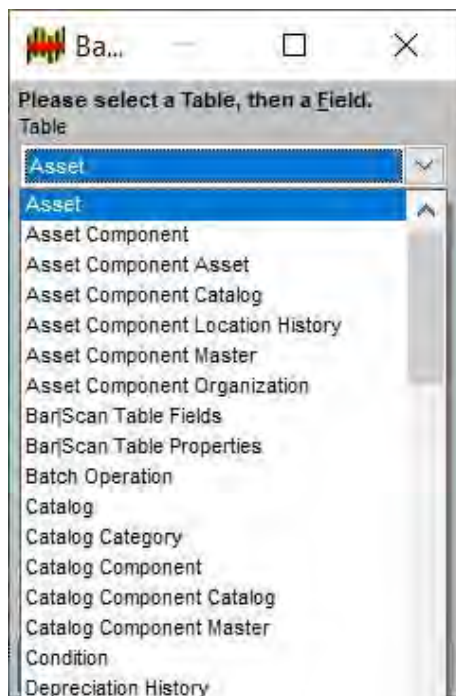 Ba...
Please select a Table, then a Field.
Table
Asset
Asset
Asset Component
Asset Component Asset
Asset Component Catalog
Asset Component Location History
Asset Component Master
Asset Component Organization
Bar|Scan Table Fields
Bar|Scan Table Properties
Batch Operation
Catalog
Catalog Category
Catalog Component
Catalog Component Catalog
Catalog Component Master
Condition
Depreciation History